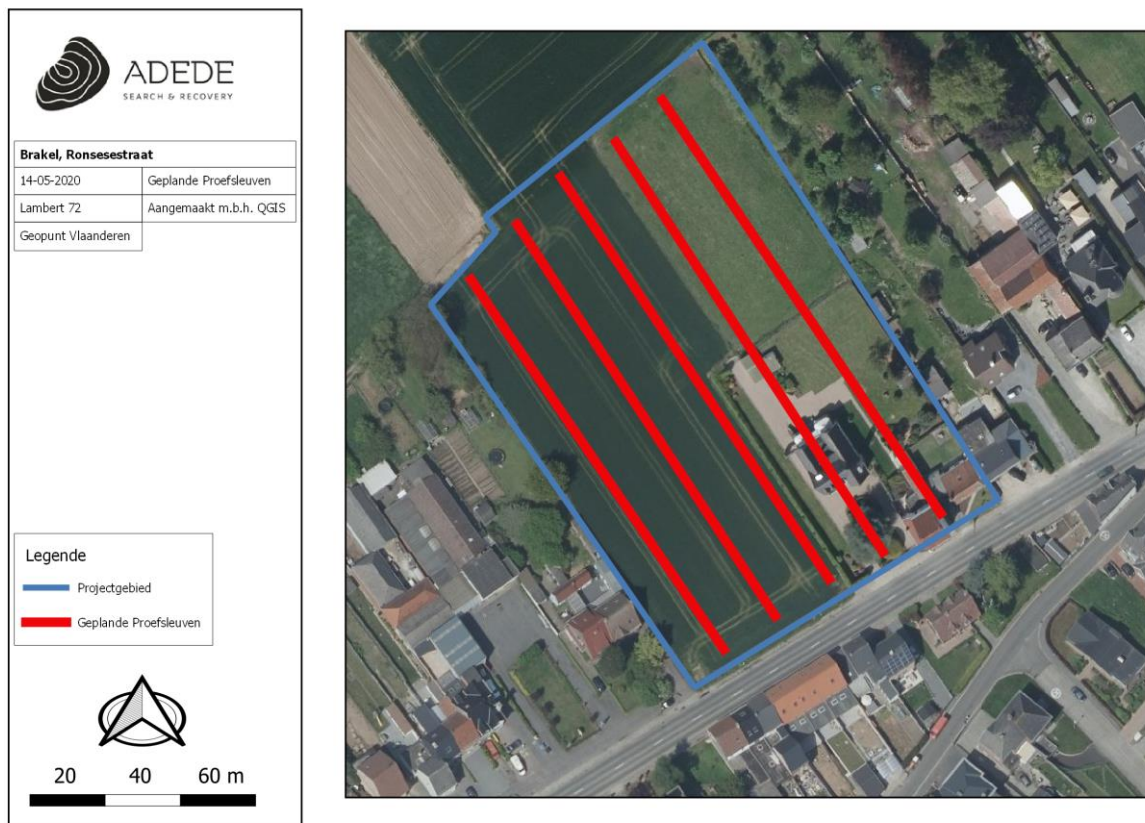 ADEDE
SEARCH & RECOVERY
Brakel, Ronsesestraat
14-05-2020 Geplande Proefsleuven
Lambert 72 Aangemaakt m.b.h. QGIS
Geopunt Vlaanderen
Legende
Projectgebied
Geplande Proefsleuven
20 40 60 m